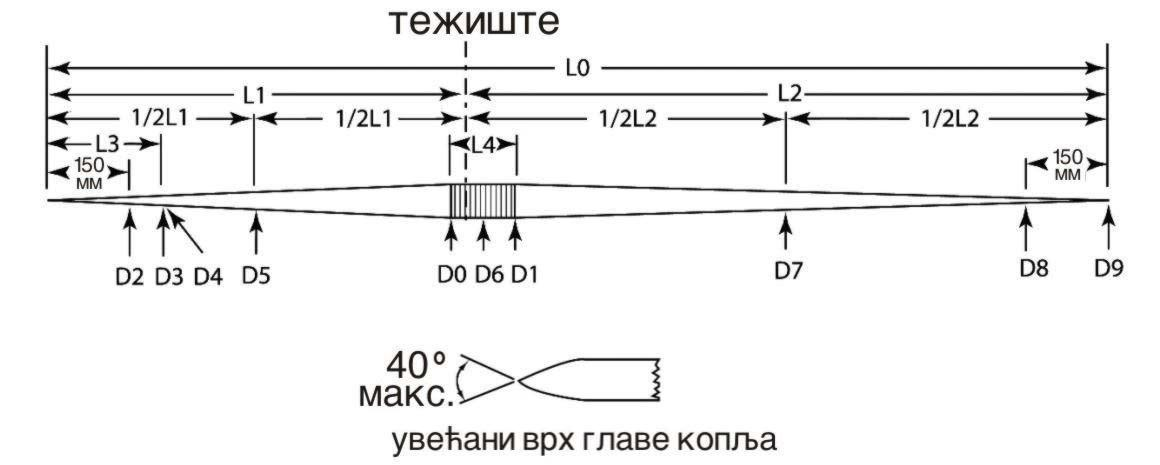 тежиште
L0
L1 L2
1/2L1 1/2L1 1/2L2 1/2L2
L3 L4
150 мм 150 мм
D2 D3 D4 D5 D0 D6 D1 D7 D8 D9
40° макс.
увећани врх главе копља